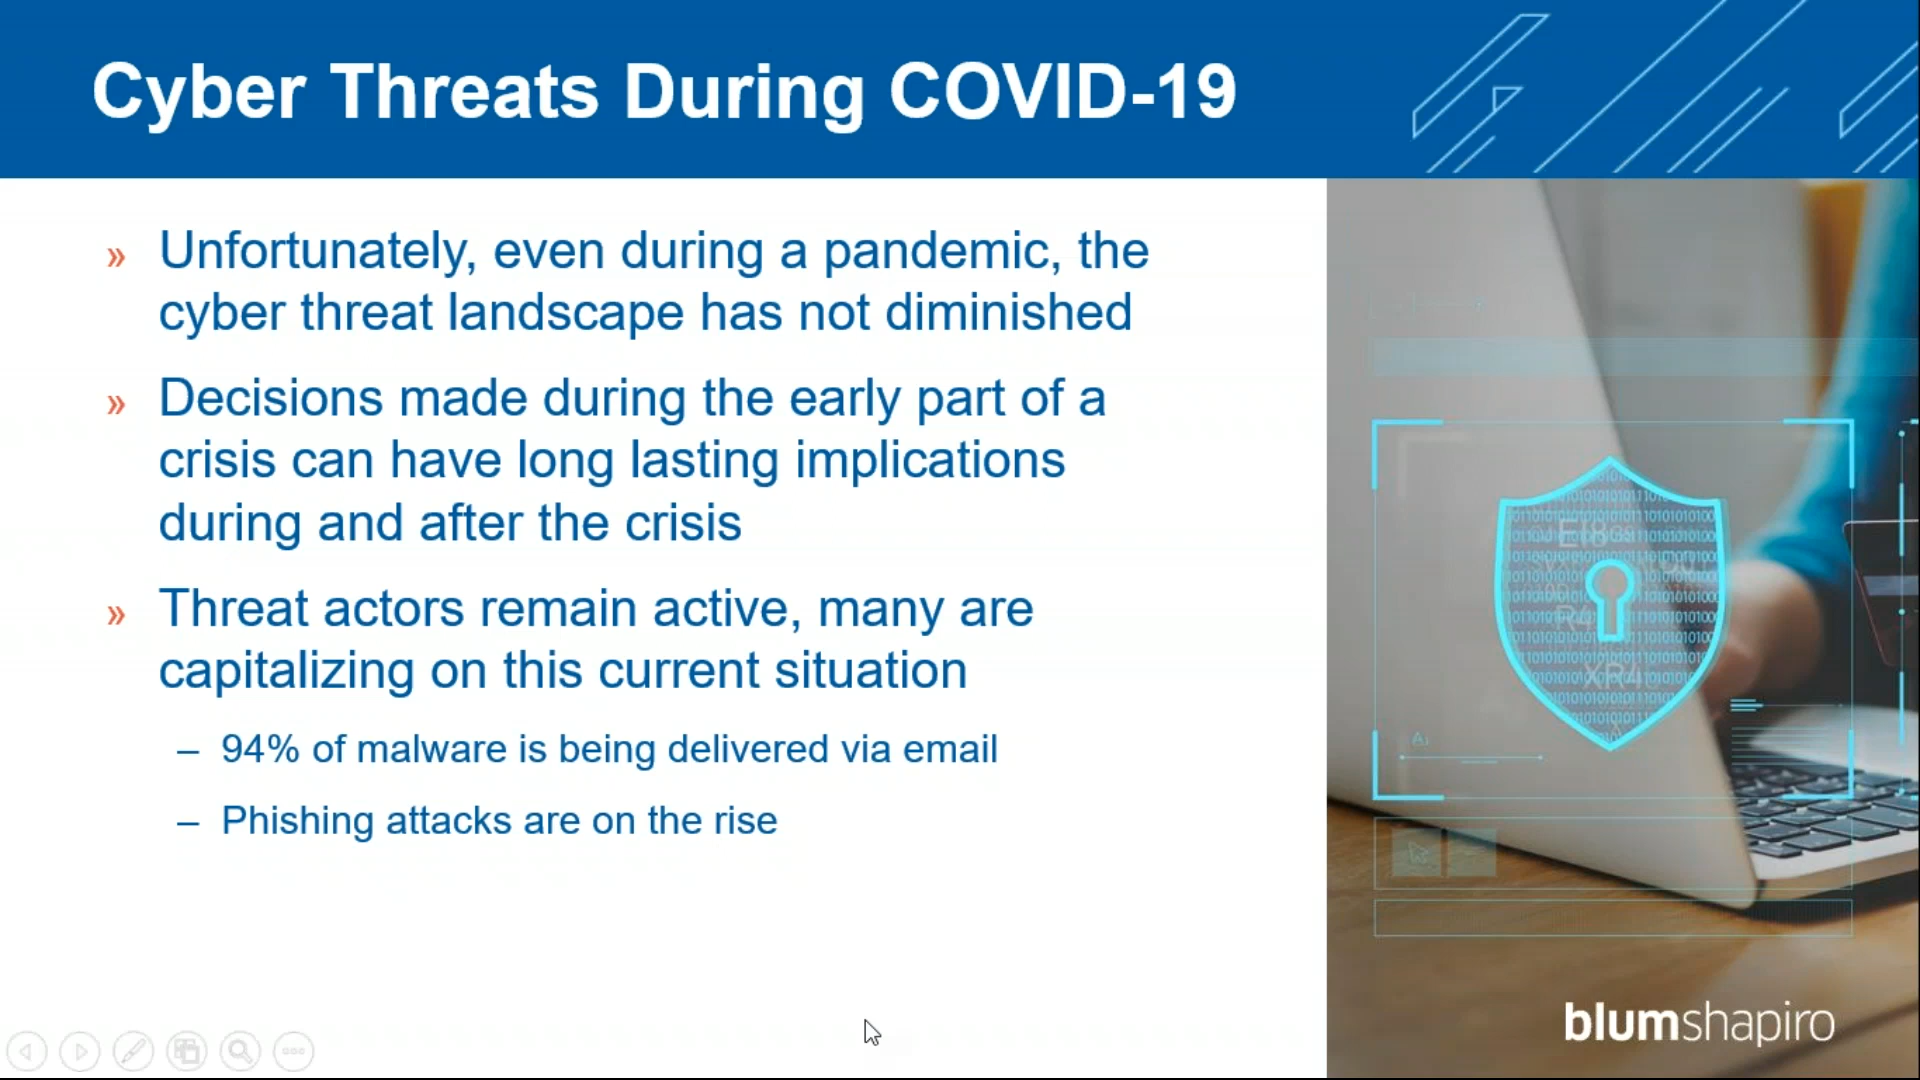 Cyber Threats During COVID-19
» Unfortunately, even during a pandemic, the
cyber threat landscape has not diminished
» Decisions made during the early part of a
crisis can have long lasting implications
during and after the crisis
» Threat actors remain active, many are
capitalizing on this current situation
– 94% of malware is being delivered via email
– Phishing attacks are on the rise
blumshapiro